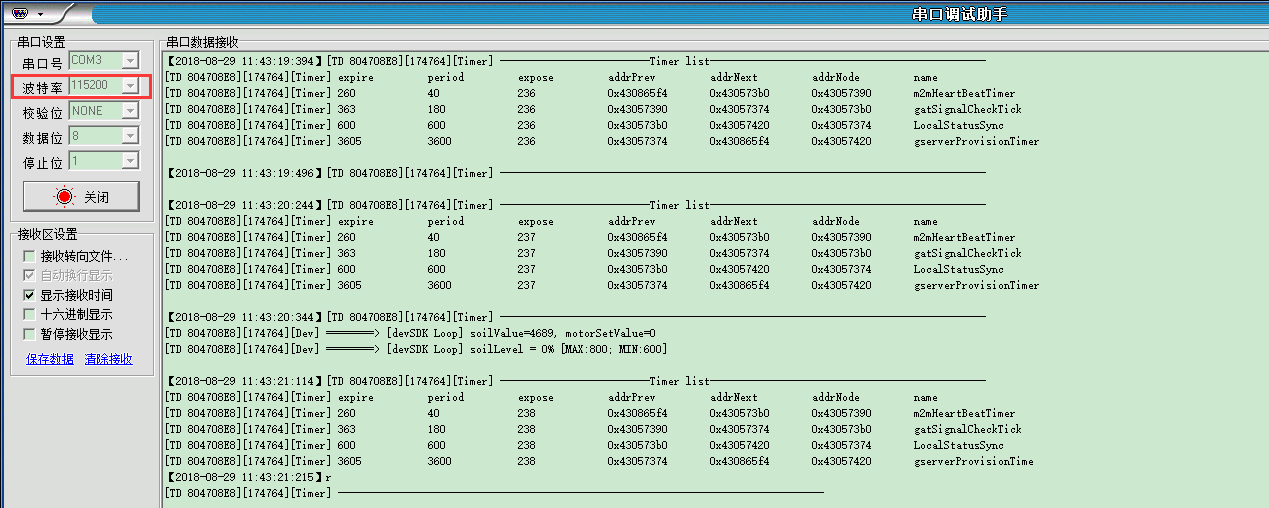 串口调试助手
串口设置
串口号 COM3
波特率 115200
校验位 NONE
数据位 8
停止位 1
关闭
接收区设置
接收转向文件...
自动换行显示
显示接收时间
十六进制显示
暂停接收显示
保存数据 清除接收
串口数据接收
【2018-08-29 11:43:19:394】[TD 804708E8][174764][Timer] ————————————Timer list————————————————————————
[TD 804708E8][174764][Timer] expire period expose addrPrev addrNext addrNode name
[TD 804708E8][174764][Timer] 260 40 236 0x430865f4 0x430573b0 0x43057390 m2mHeartBeatTimer
[TD 804708E8][174764][Timer] 363 180 236 0x43057390 0x43057374 0x430573b0 gatSignalCheckTick
[TD 804708E8][174764][Timer] 600 600 236 0x430573b0 0x43057420 0x43057374 LocalStatusSync
[TD 804708E8][174764][Timer] 3605 3600 236 0x43057374 0x430865f4 0x43057420 gserverProvisionTimer
【2018-08-29 11:43:19:496】[TD 804708E8][174764][Timer] ————————————————————————————————————————
【2018-08-29 11:43:20:244】[TD 804708E8][174764][Timer] ————————————Timer list————————————————————————
[TD 804708E8][174764][Timer] expire period expose addrPrev addrNext addrNode name
[TD 804708E8][174764][Timer] 260 40 237 0x430865f4 0x430573b0 0x43057390 m2mHeartBeatTimer
[TD 804708E8][174764][Timer] 363 180 237 0x43057390 0x43057374 0x430573b0 gatSignalCheckTick
[TD 804708E8][174764][Timer] 600 600 237 0x430573b0 0x43057420 0x43057374 LocalStatusSync
[TD 804708E8][174764][Timer] 3605 3600 237 0x43057374 0x430865f4 0x43057420 gserverProvisionTimer
【2018-08-29 11:43:20:344】[TD 804708E8][174764][Timer] ————————————————————————————————————————
[TD 804708E8][174764][Dev] =======> [devSDK Loop] soilValue=4689, motorSetValue=0
[TD 804708E8][174764][Dev] =======> [devSDK Loop] soilLevel = 0% [MAX:800; MIN:600]
【2018-08-29 11:43:21:114】[TD 804708E8][174764][Timer] ————————————Timer list————————————————————————
[TD 804708E8][174764][Timer] expire period expose addrPrev addrNext addrNode name
[TD 804708E8][174764][Timer] 260 40 238 0x430865f4 0x430573b0 0x43057390 m2mHeartBeatTimer
[TD 804708E8][174764][Timer] 363 180 238 0x43057390 0x43057374 0x430573b0 gatSignalCheckTick
[TD 804708E8][174764][Timer] 600 600 238 0x430573b0 0x43057420 0x43057374 LocalStatusSync
[TD 804708E8][174764][Timer] 3605 3600 238 0x43057374 0x430865f4 0x43057420 gserverProvisionTime
【2018-08-29 11:43:21:215】r
[TD 804708E8][174764][Timer] ————————————————————————————————————————